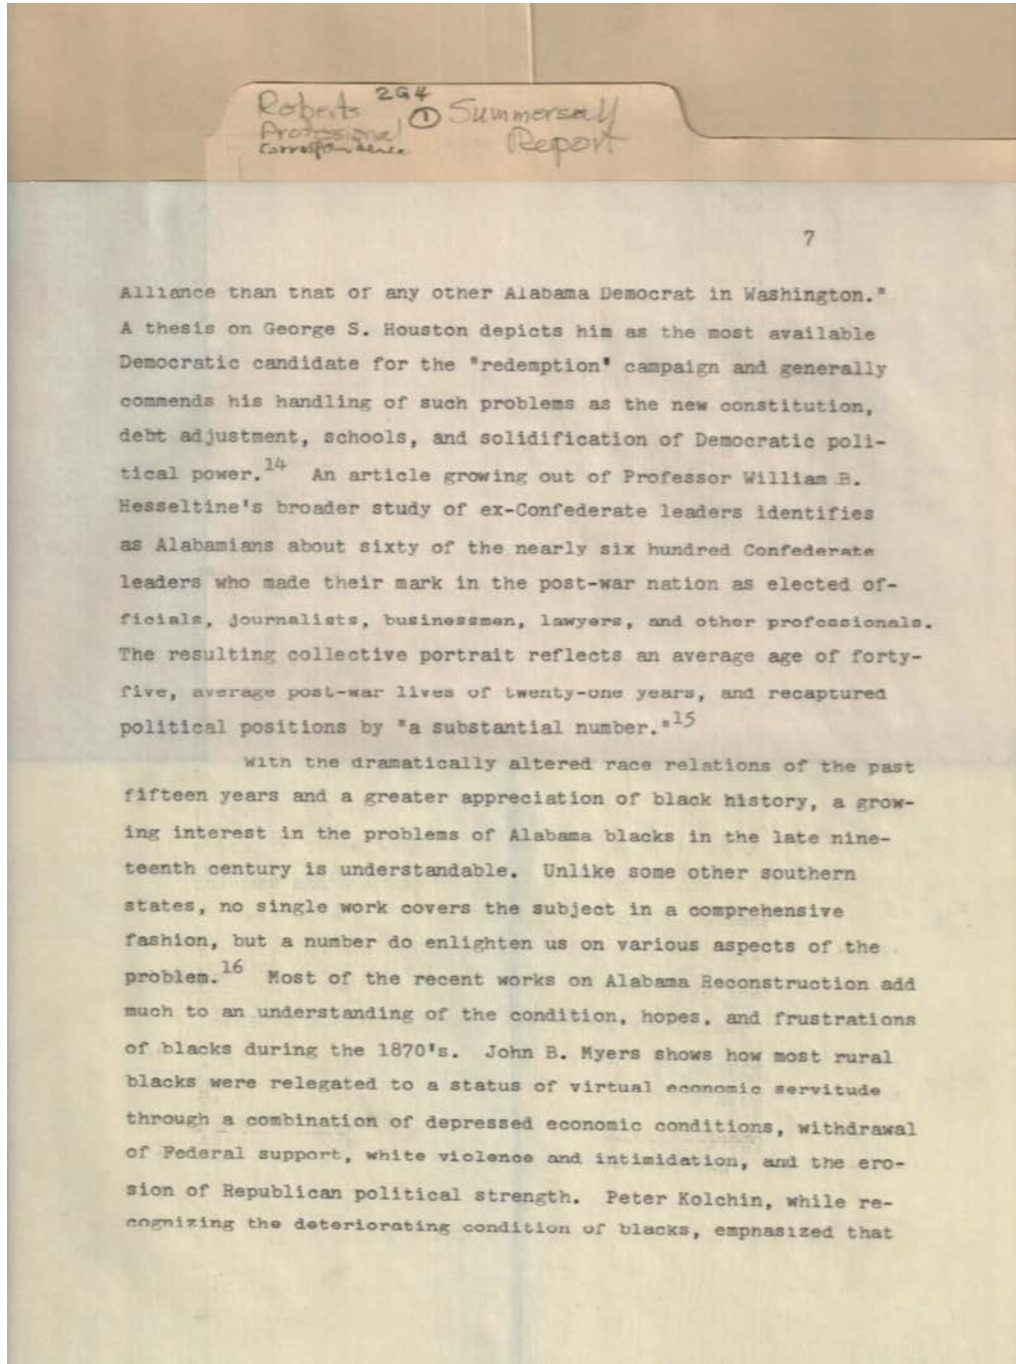 2G4
Roberts ① Summersell
Professional Report
Correspondence
7
Alliance than that of any other Alabama Democrat in Washington."
A thesis on George S. Houston depicts him as the most available
Democratic candidate for the "redemption" campaign and generally
commends his handling of such problems as the new constitution,
debt adjustment, schools, and solidification of Democratic poli-
tical power.14 An article growing out of Professor William B.
Hesseltine's broader study of ex-Confederate leaders identifies
as Alabamians about sixty of the nearly six hundred Confederate
leaders who made their mark in the post-war nation as elected of-
ficials, journalists, businessmen, lawyers, and other professionals.
The resulting collective portrait reflects an average age of forty-
five, average post-war lives of twenty-one years, and recaptured
political positions by "a substantial number."15
With the dramatically altered race relations of the past
fifteen years and a greater appreciation of black history, a grow-
ing interest in the problems of Alabama blacks in the late nine-
teenth century is understandable. Unlike some other southern
states, no single work covers the subject in a comprehensive
fashion, but a number do enlighten us on various aspects of the
problem.16 Most of the recent works on Alabama Reconstruction add
much to an understanding of the condition, hopes, and frustrations
of blacks during the 1870's. John B. Myers shows how most rural
blacks were relegated to a status of virtual economic servitude
through a combination of depressed economic conditions, withdrawal
of Federal support, white violence and intimidation, and the ero-
sion of Republican political strength. Peter Kolchin, while re-
cognizing the deteriorating condition of blacks, emphasized that